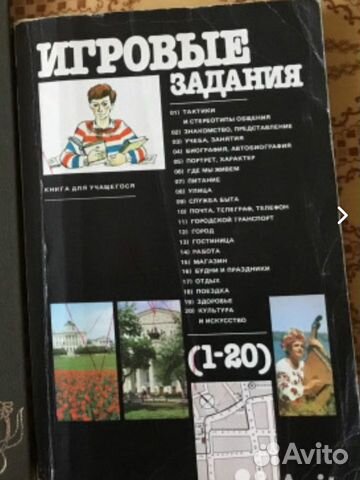 ИГРОВЫЕ
ЗАДАНИЯ
01) ТАКТИКИ
И СТЕРЕОТИПЫ ОБЩЕНИЯ
02) ЗНАКОМСТВО, ПРЕДСТАВЛЕНИЕ
03) УЧЕБА, ЗАНЯТИЯ
04) БИОГРАФИЯ, АВТОБИОГРАФИЯ
05) ПОРТРЕТ, ХАРАКТЕР
06) ГДЕ МЫ ЖИВЕМ
07) ПИТАНИЕ
08) УЛИЦА
09) СЛУЖБА БЫТА
10) ПОЧТА, ТЕЛЕГРАФ, ТЕЛЕФОН
11) ГОРОДСКОЙ ТРАНСПОРТ
12) ГОРОД
13) ГОСТИНИЦА
14) РАБОТА
15) МАГАЗИН
16) БУДНИ И ПРАЗДНИКИ
17) ОТДЫХ
18) ПОЕЗДКА
19) ЗДОРОВЬЕ
20) КУЛЬТУРА
И ИСКУССТВО
КНИГА ДЛЯ УЧАЩЕГОСЯ
(1-20)
Avito
Avito